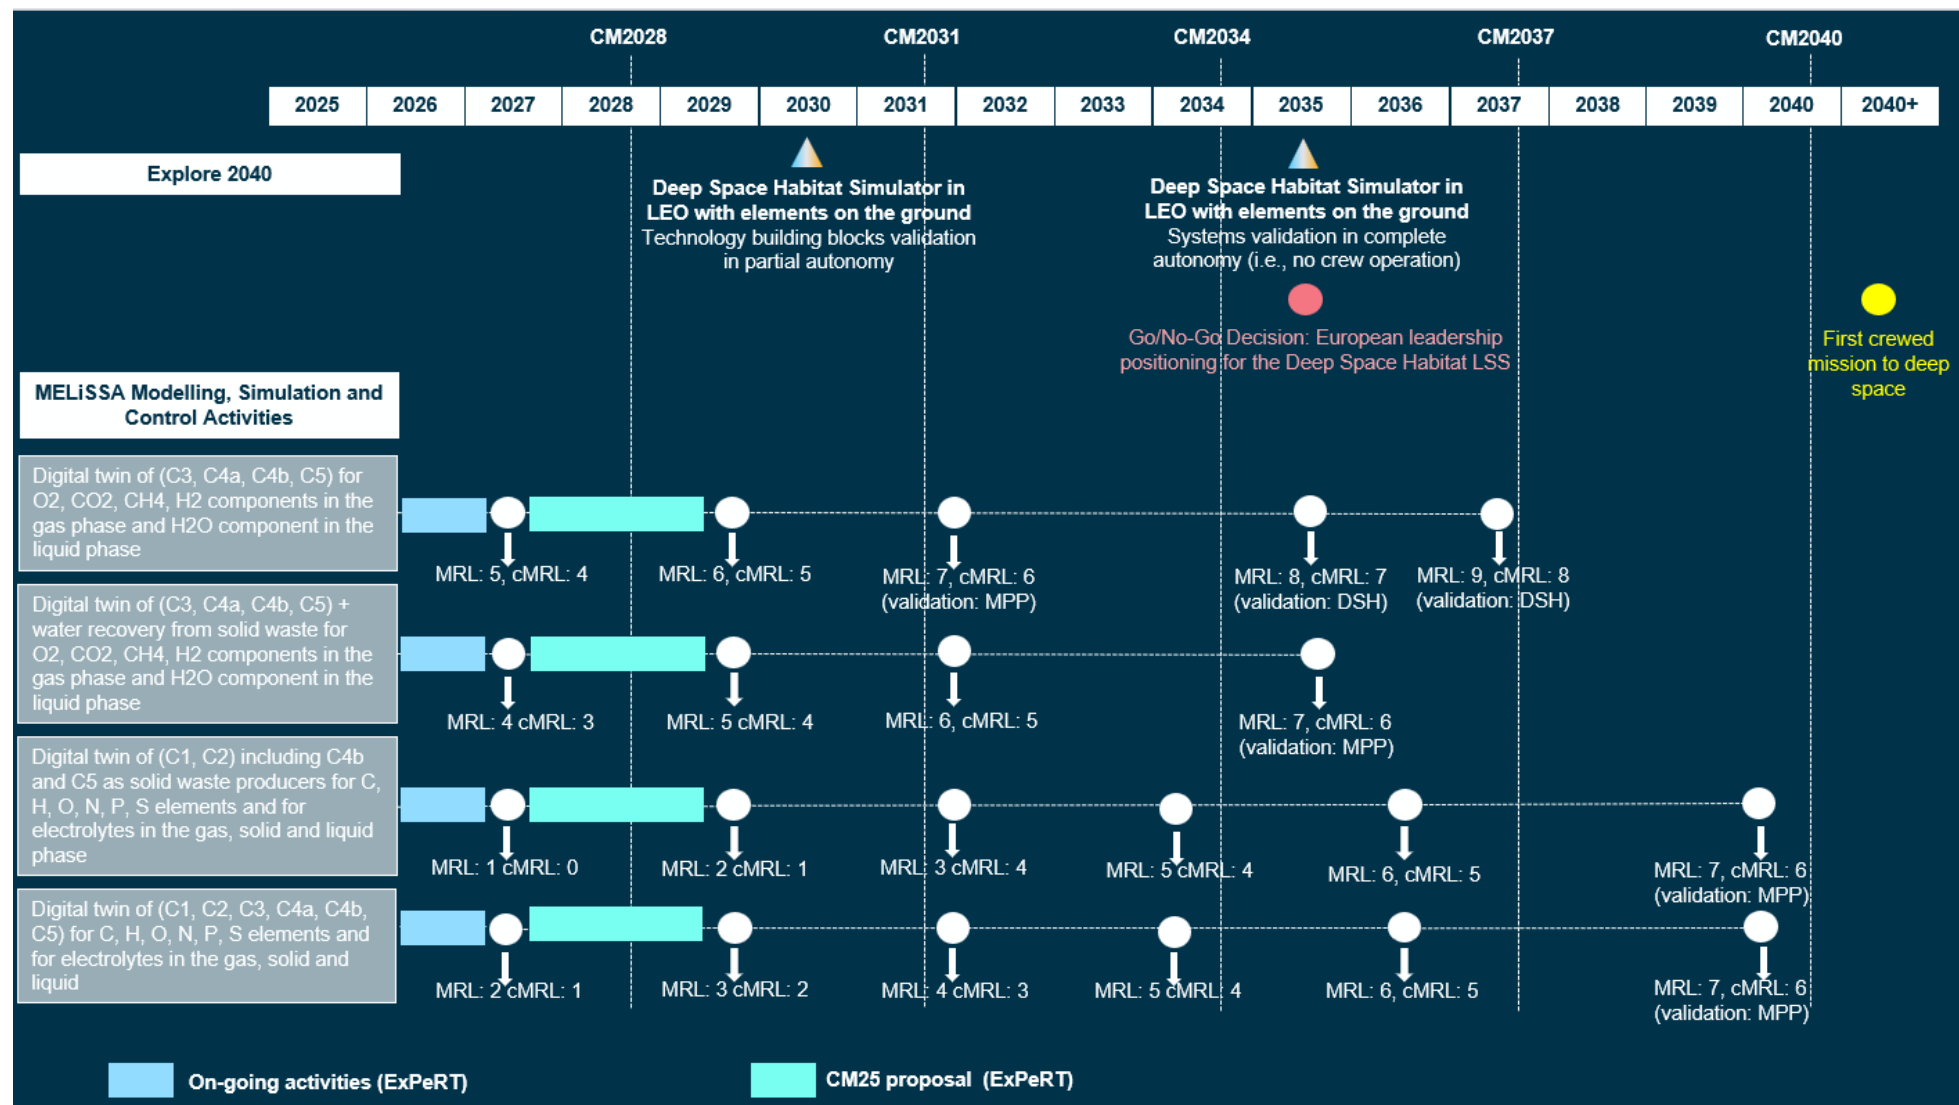 CM2028
CM2031
CM2034
CM2037
CM2040
2025
2026
2027
2028
2029
2030
2031
2032
2033
2034
2035
2036
2037
2038
2039
2040
2040+
Explore 2040
Deep Space Habitat Simulator in
LEO with elements on the ground
Technology building blocks validation
in partial autonomy
Deep Space Habitat Simulator in
LEO with elements on the ground
Systems validation in complete
autonomy (i.e., no crew operation)
Go/No-Go Decision: European leadership
positioning for the Deep Space Habitat LSS
First crewed
mission to deep
space
MELiSSA Modelling, Simulation and
Control Activities
Digital twin of (C3, C4a, C4b, C5) for
O2, CO2, CH4, H2 components in the
gas phase and H2O component in the
liquid phase
MRL: 5, cMRL: 4
MRL: 6, cMRL: 5
MRL: 7, cMRL: 6
(validation: MPP)
MRL: 8, cMRL: 7
(validation: DSH)
MRL: 9, cMRL: 8
(validation: DSH)
Digital twin of (C3, C4a, C4b, C5) +
water recovery from solid waste for
O2, CO2, CH4, H2 components in the
gas phase and H2O component in the
liquid phase
MRL: 4 cMRL: 3
MRL: 5 cMRL: 4
MRL: 6, cMRL: 5
MRL: 7, cMRL: 6
(validation: MPP)
Digital twin of (C1, C2) including C4b
and C5 as solid waste producers for C,
H, O, N, P, S elements and for
electrolytes in the gas, solid and liquid
phase
MRL: 1 cMRL: 0
MRL: 2 cMRL: 1
MRL: 3 cMRL: 4
MRL: 5 cMRL: 4
MRL: 6, cMRL: 5
MRL: 7, cMRL: 6
(validation: MPP)
Digital twin of (C1, C2, C3, C4a, C4b,
C5) for C, H, O, N, P, S elements and
for electrolytes in the gas, solid and
liquid
MRL: 2 cMRL: 1
MRL: 3 cMRL: 2
MRL: 4 cMRL: 3
MRL: 5 cMRL: 4
MRL: 6, cMRL: 5
MRL: 7, cMRL: 6
(validation: MPP)
On-going activities (ExPeRT)
CM25 proposal (ExPeRT)